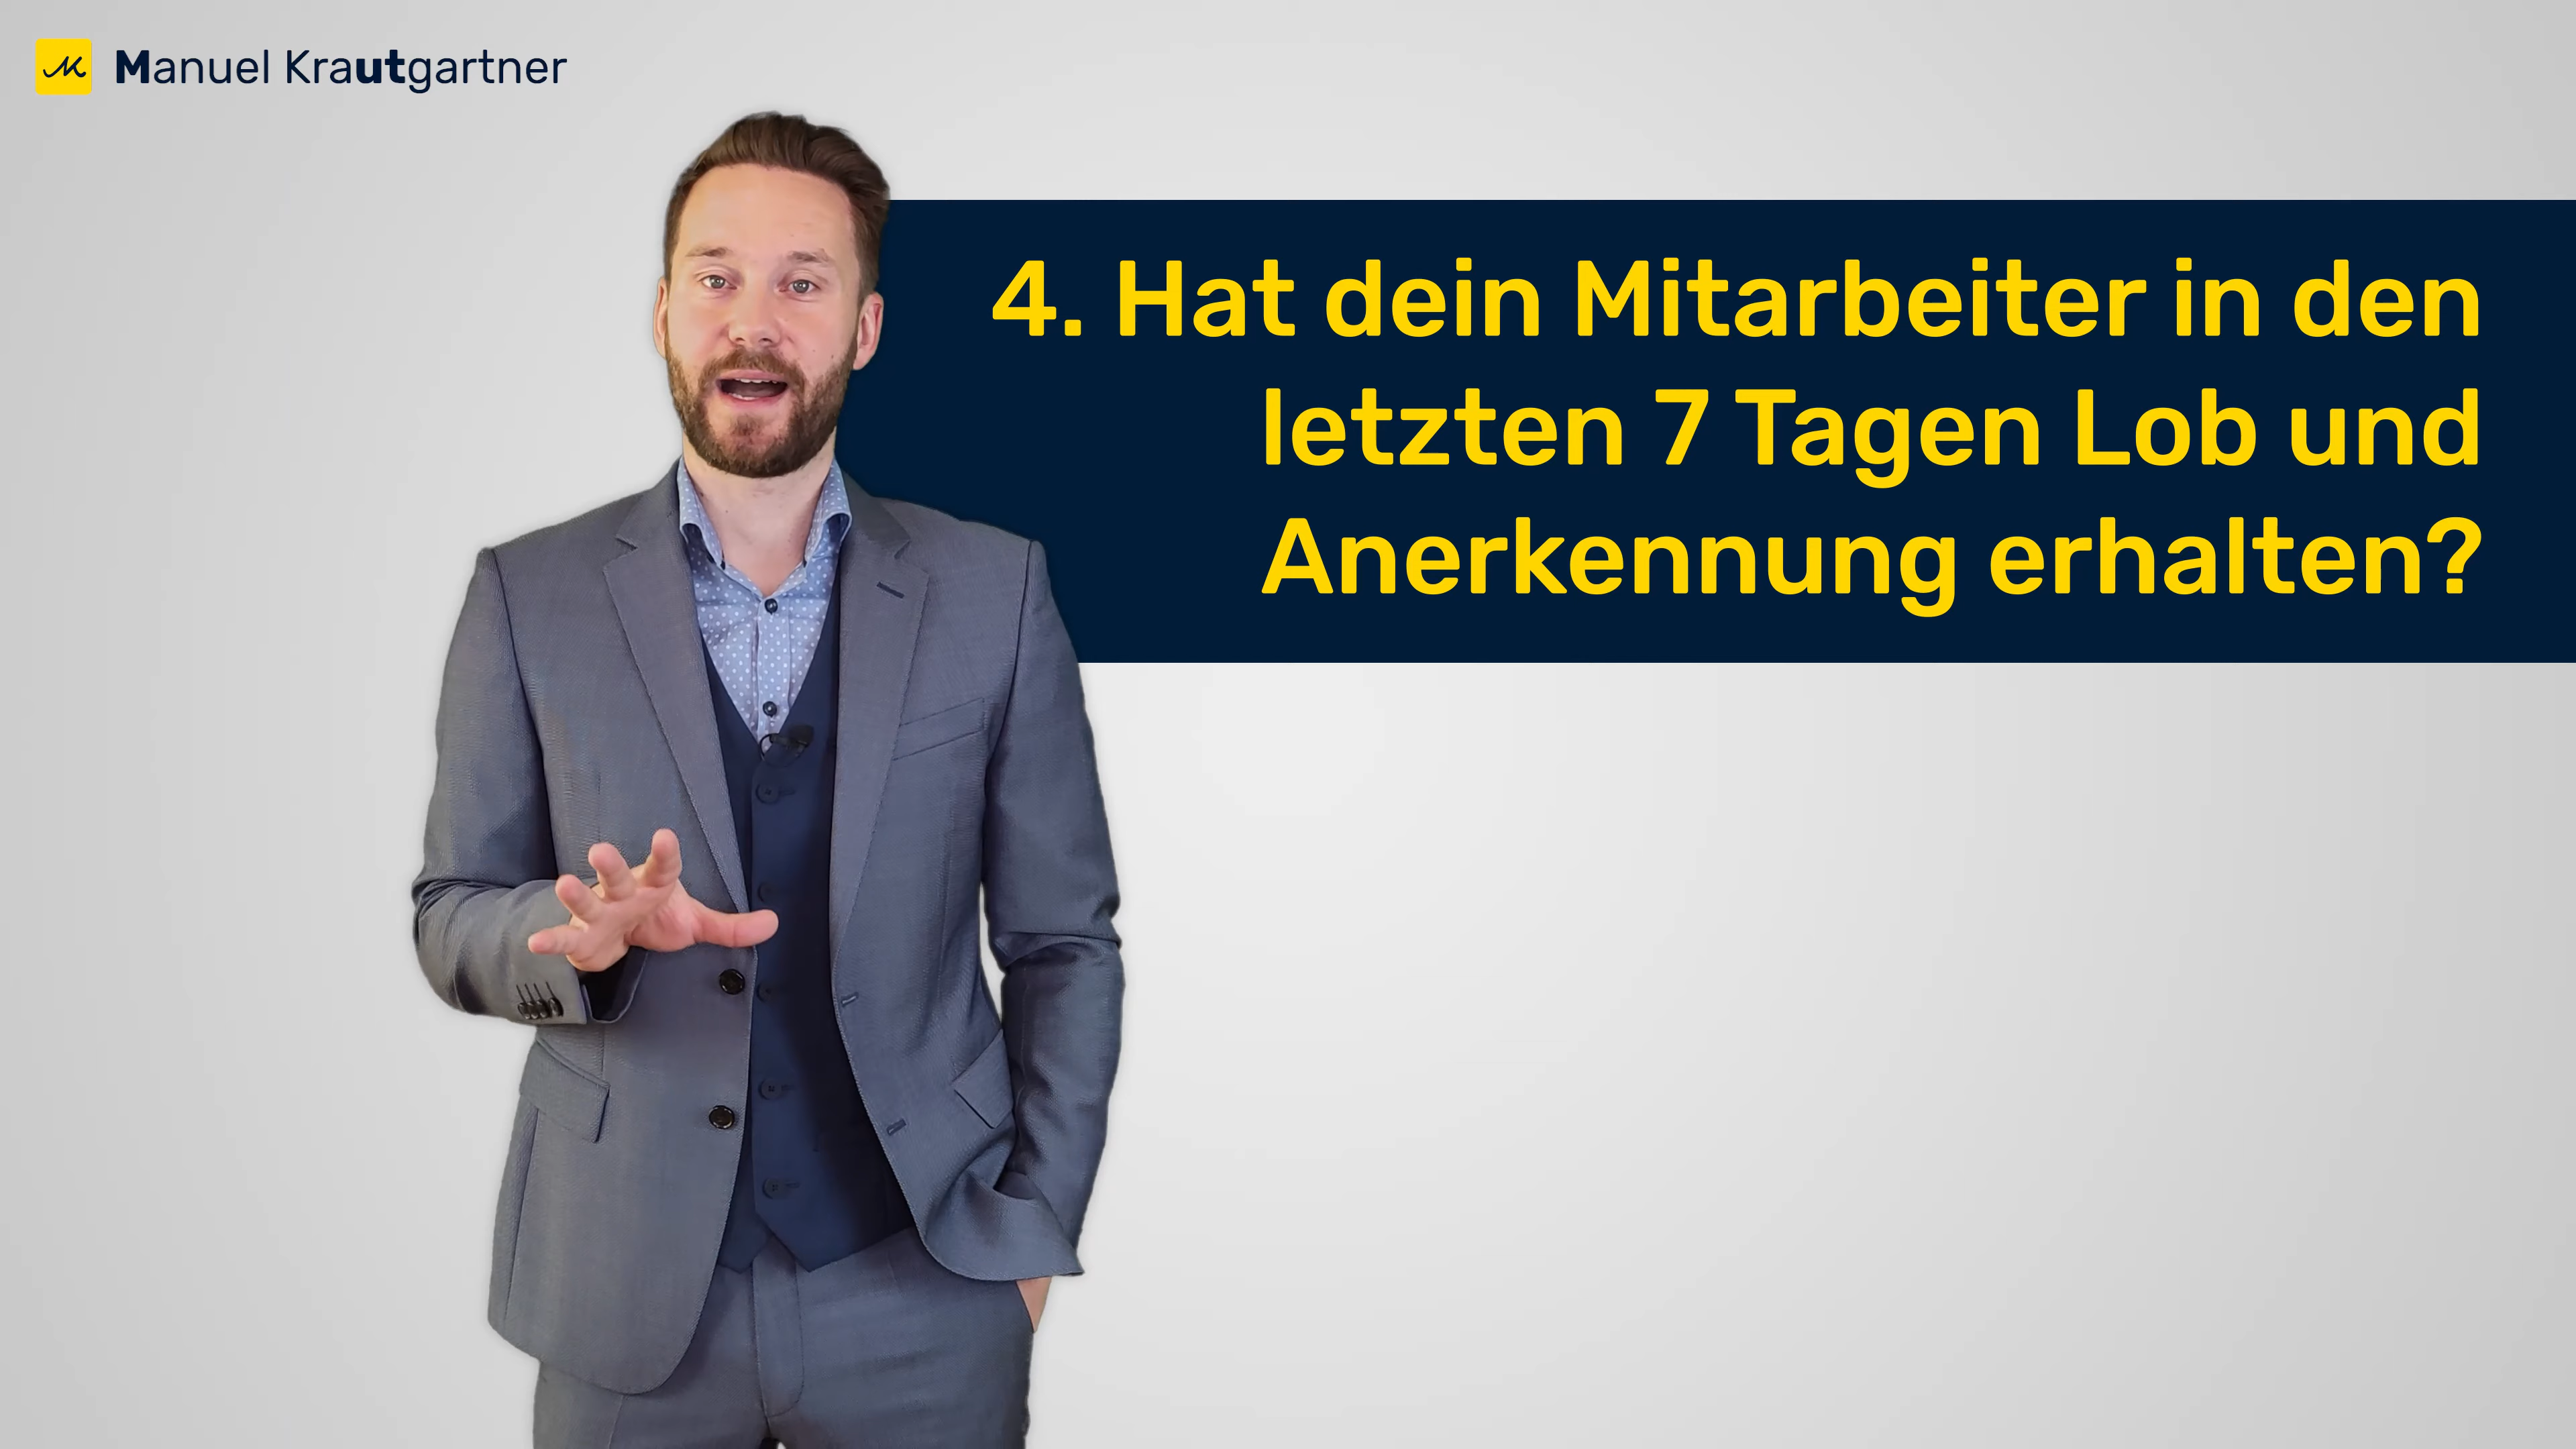 Manuel Krautgartner
4. Hat dein Mitarbeiter in den
letzten 7 Tagen Lob und
Anerkennung erhalten?